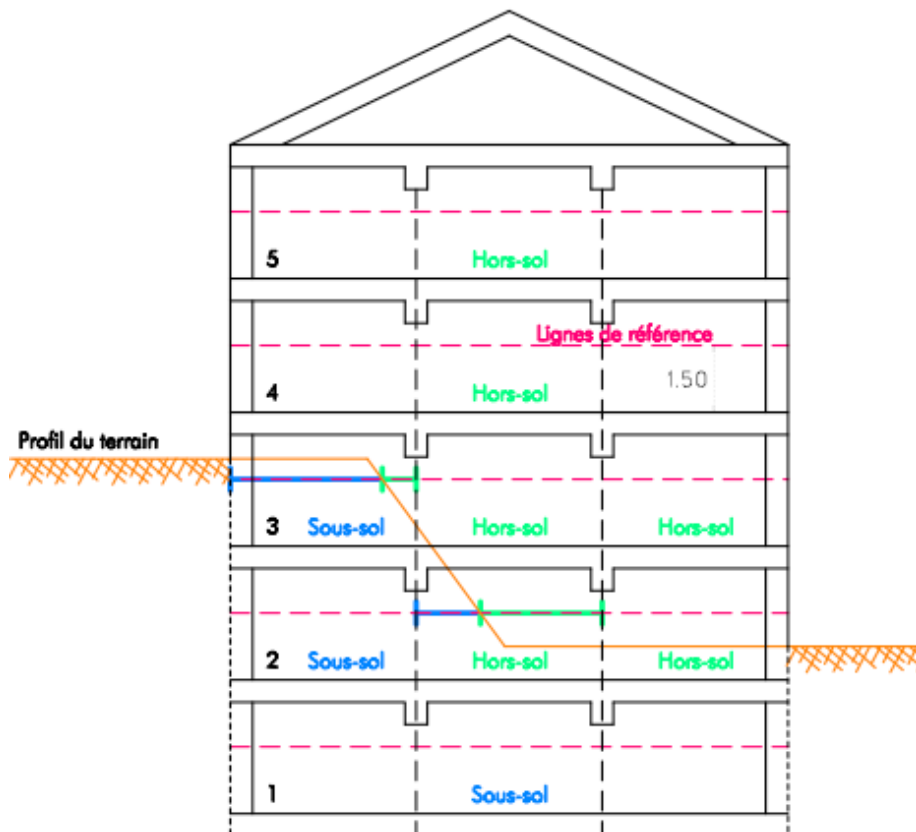 5 Hors-sol
Lignes de référence
1.50
4 Hors-sol
Profil du terrain
3 Sous-sol Hors-sol Hors-sol
2 Sous-sol Hors-sol Hors-sol
1 Sous-sol